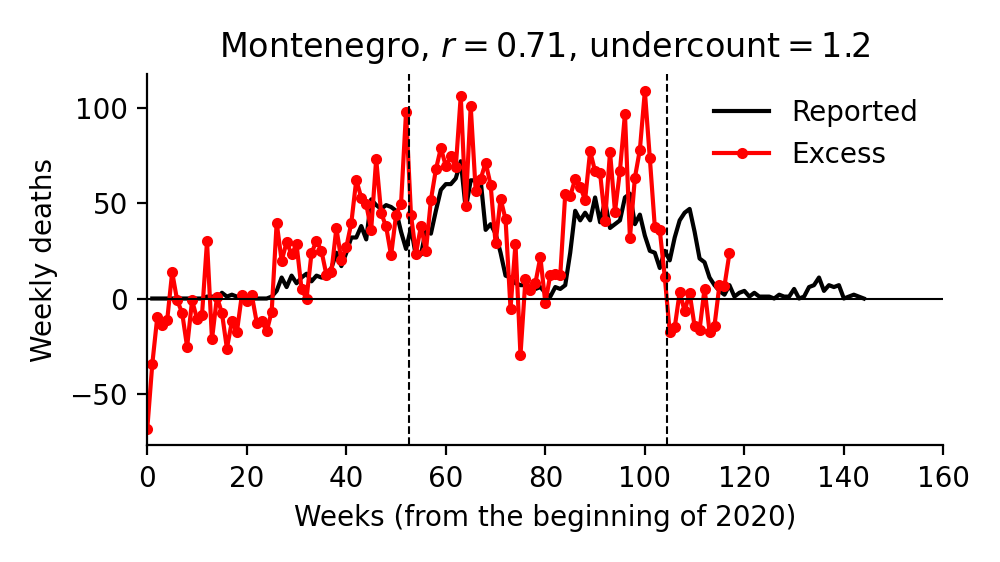 Montenegro, r = 0.71, undercount = 1.2
Reported
Excess
Weekly deaths
100
50
0
−50
0 20 40 60 80 100 120 140 160
Weeks (from the beginning of 2020)